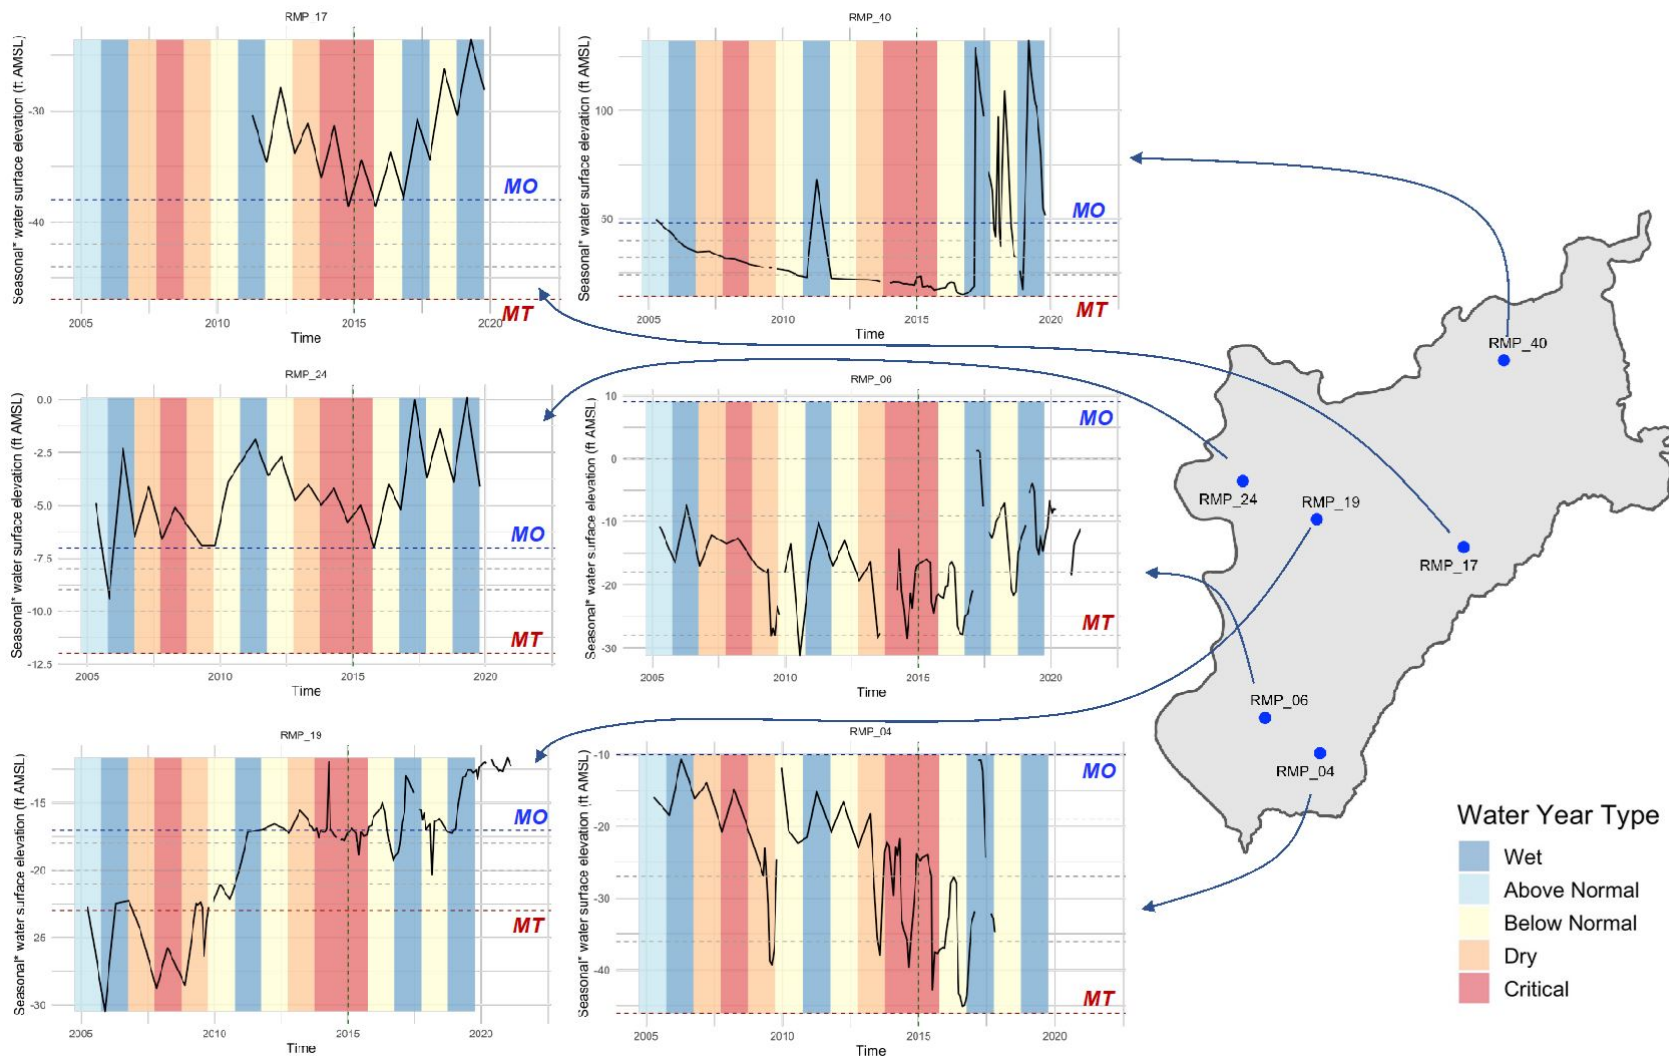 RMP_17
Seasonal* water surface elevation (ft AMSL)
-30
-40
MO
MT
2005
2010
2015
2020
Time
RMP_40
Seasonal* water surface elevation (ft AMSL)
100
50
MO
MT
2005
2010
2015
2020
Time
RMP_24
Seasonal* water surface elevation (ft AMSL)
0.0
-2.5
-5.0
-7.5
-10.0
-12.5
MO
MT
2005
2010
2015
2020
Time
RMP_06
Seasonal* water surface elevation (ft AMSL)
10
0
-10
-20
-30
MO
MT
2005
2010
2015
2020
Time
RMP_19
Seasonal* water surface elevation (ft AMSL)
-15
-20
26
-30
MO
MT
2005
2010
2015
2020
Time
RMP_04
Seasonal* water surface elevation (ft AMSL)
-10
-20
-30
-40
MO
MT
2005
2010
2015
2020
Time
RMP_40
RMP_24
RMP_19
RMP_17
RMP_06
RMP_04
Water Year Type
Wet
Above Normal
Below Normal
Dry
Critical